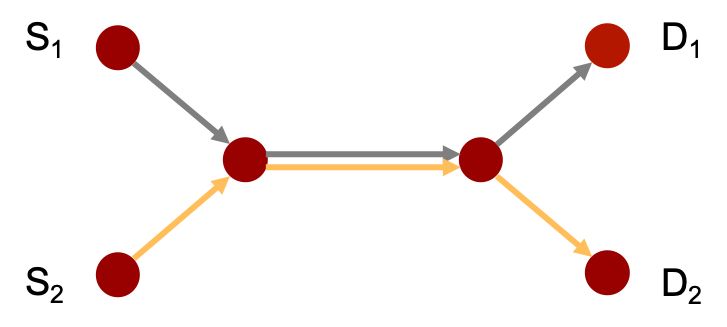 S₁ D₁
S₂ D₂